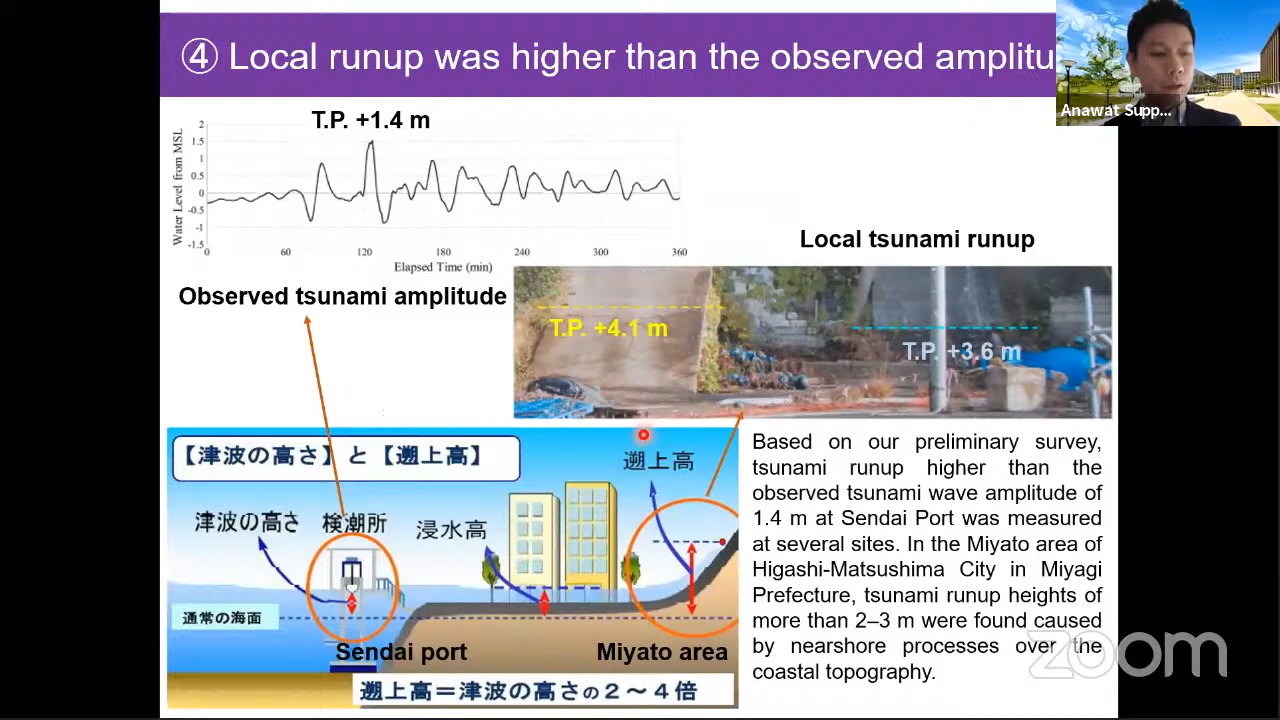 ④ Local runup was higher than the observed amplitu
Anawat Supp...
T.P. +1.4 m
Water Level from MSL
2
1.5
1
0.5
0
-0.5
-1
-1.5
0 60 120 180 240 300 360
Elapsed Time (min)
Observed tsunami amplitude
Local tsunami runup
T.P. +4.1 m
T.P. +3.6 m
【津波の高さ】と【遡上高】
遡上高
津波の高さ
検潮所
浸水高
通常の海面
Sendai port
Miyato area
遡上高＝津波の高さの２～４倍
Based on our preliminary survey,
tsunami runup higher than the
observed tsunami wave amplitude of
1.4 m at Sendai Port was measured
at several sites. In the Miyato area of
Higashi-Matsushima City in Miyagi
Prefecture, tsunami runup heights of
more than 2–3 m were found caused
by nearshore processes over the
coastal topography.
zoom